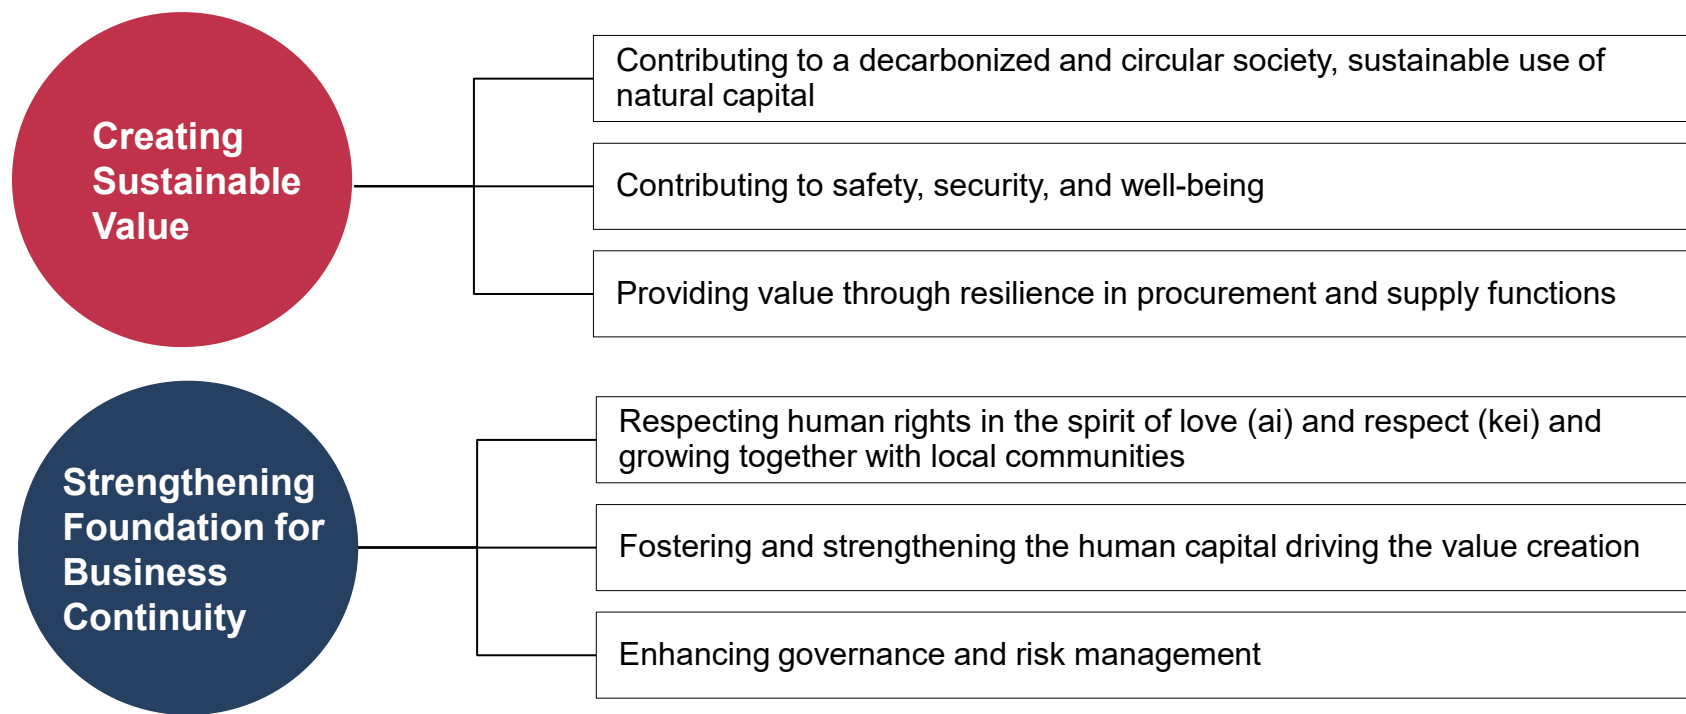 Creating
Sustainable
Value
Contributing to a decarbonized and circular society, sustainable use of
natural capital
Contributing to safety, security, and well-being
Providing value through resilience in procurement and supply functions
Strengthening
Foundation for
Business
Continuity
Respecting human rights in the spirit of love (ai) and respect (kei) and
growing together with local communities
Fostering and strengthening the human capital driving the value creation
Enhancing governance and risk management